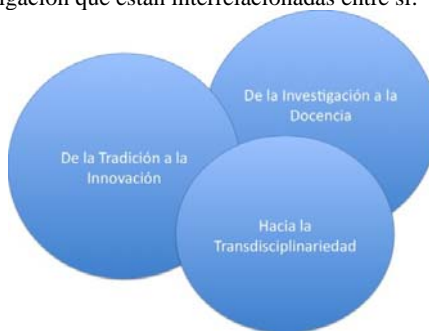 que están interrelacionadas entre sí.
De la Investigación a la
Docencia
De la Tradición a la
Innovación
Hacia la
Transdisciplinariedad